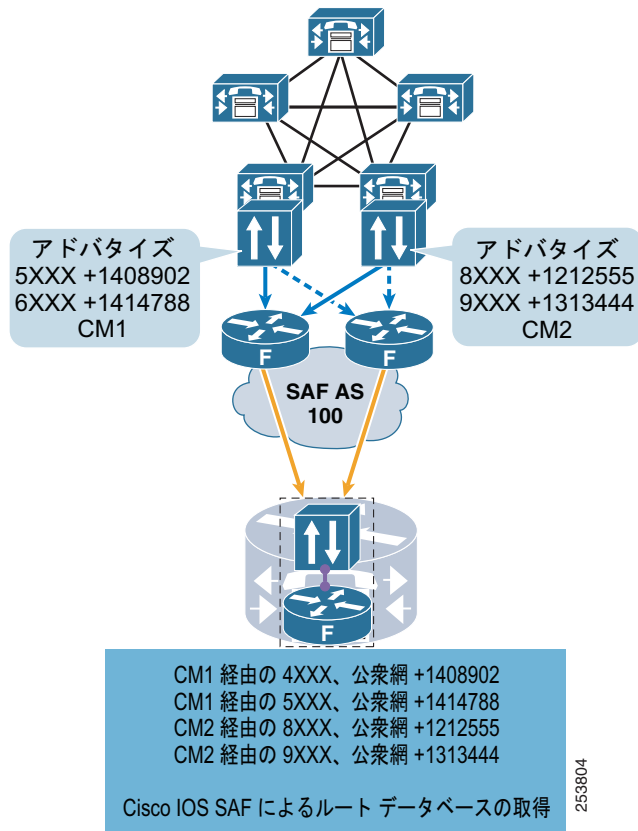 アドバタイズ
5XXX +1408902
6XXX +1414788
CM1
アドバタイズ
8XXX +1212555
9XXX +1313444
CM2
F
F
SAF AS
100
F
CM1 経由の 4XXX、公衆網 +1408902
CM1 経由の 5XXX、公衆網 +1414788
CM2 経由の 8XXX、公衆網 +1212555
CM2 経由の 9XXX、公衆網 +1313444
Cisco IOS SAF によるルート データベースの取得
253804